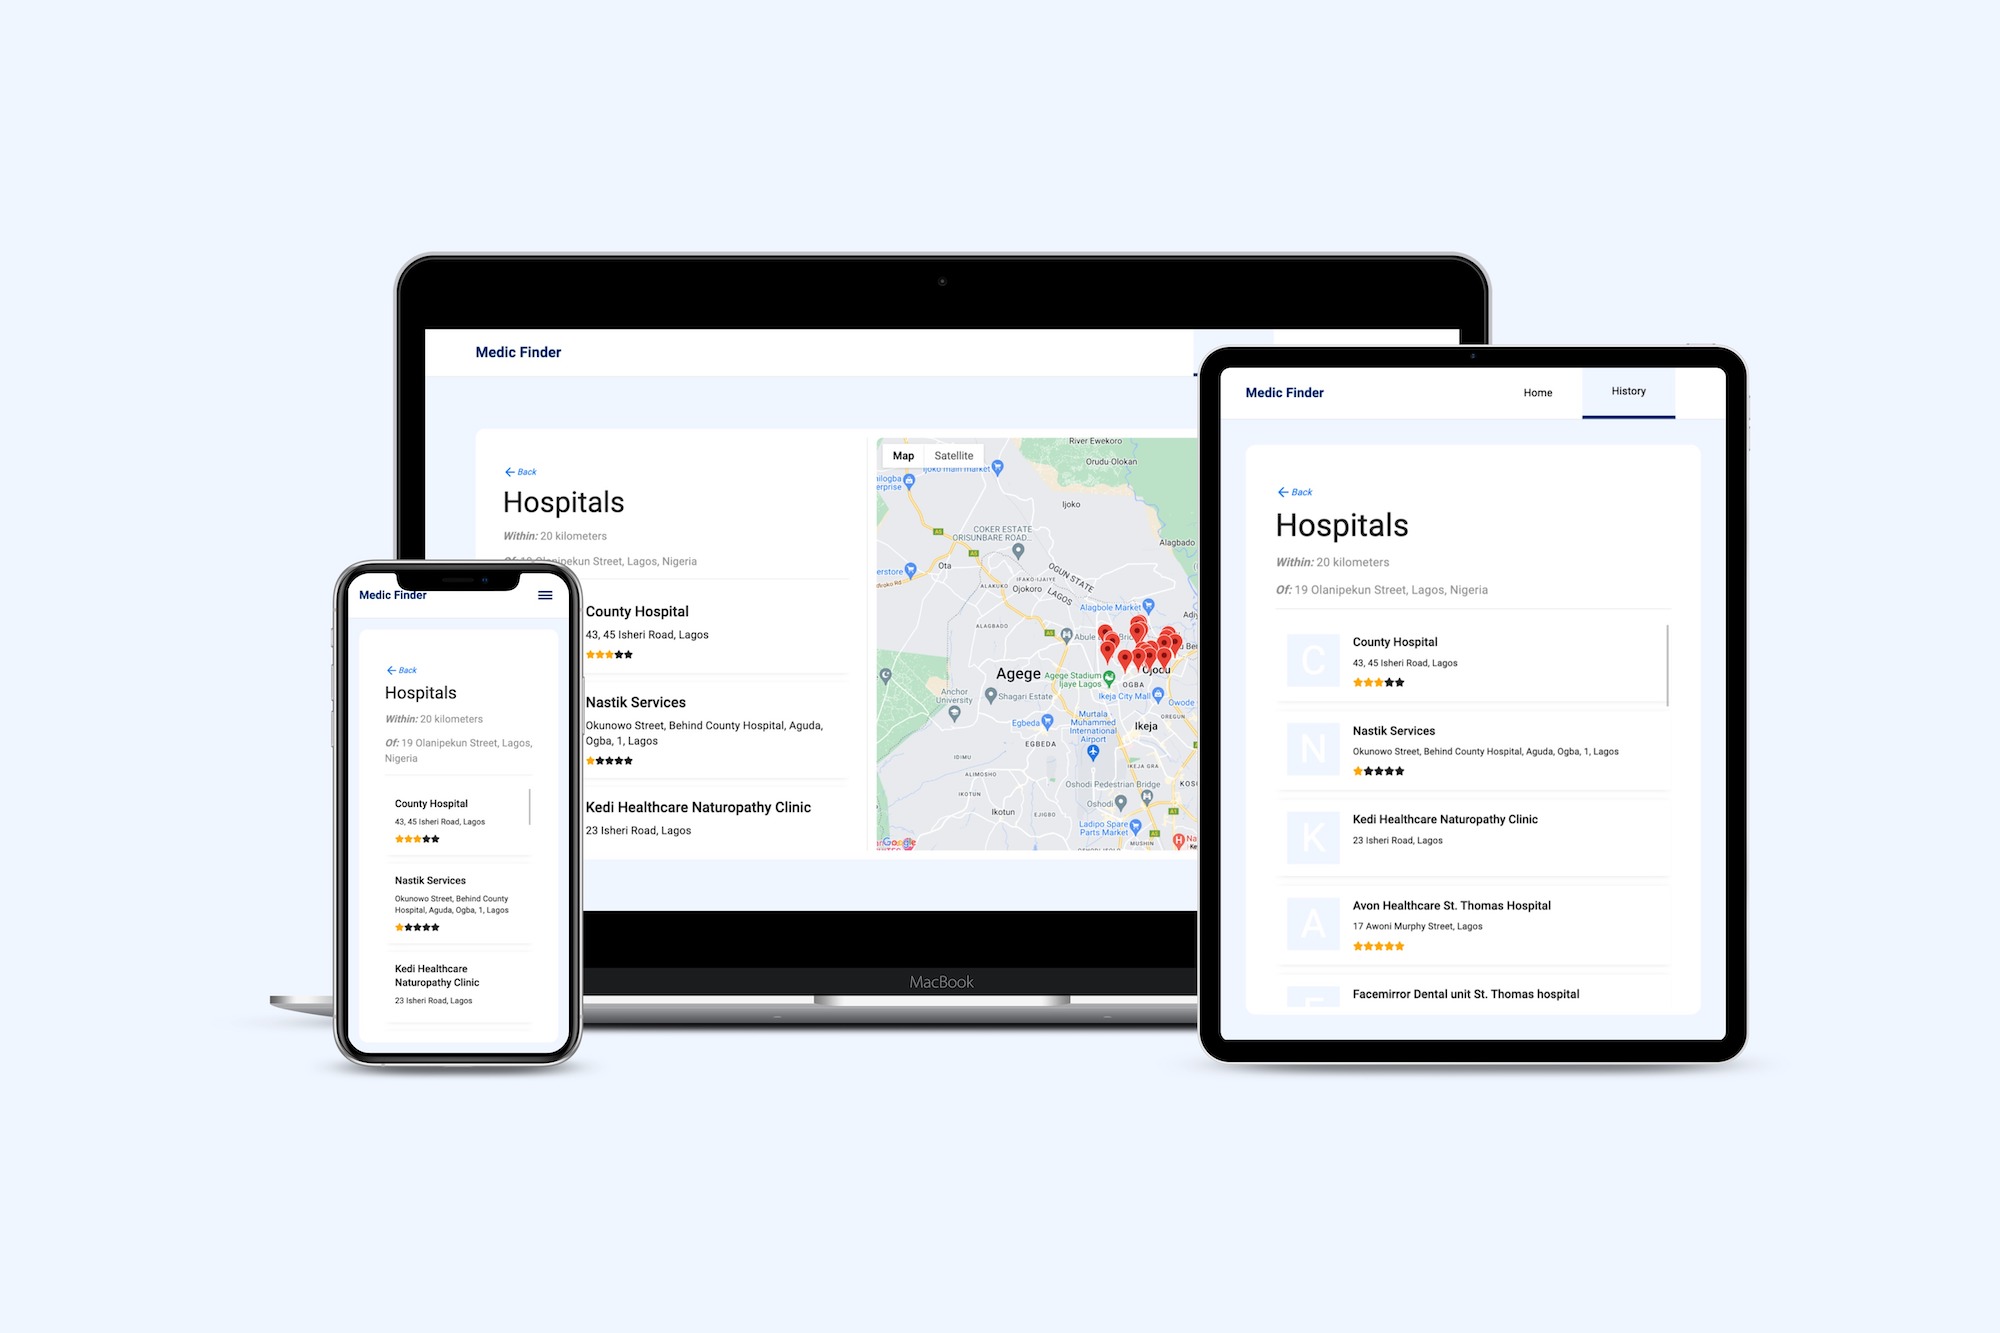 Medic Finder
Back
Hospitals
Within: 20 kilometers
Olanipekun Street, Lagos, Nigeria
County Hospital
43, 45 Isheri Road, Lagos
Nastik Services
Okunowo Street, Behind County Hospital, Aguda,
Ogba, 1, Lagos
Kedi Healthcare Naturopathy Clinic
23 Isheri Road, Lagos
Map Satellite
River Ewekoro
Orudu Olokan
Ijoko main market
Ijoko
COKER ESTATE
ORISUNBARE ROAD...
Alagbado
Ota
OGUN STATE
LAGOS
IFAKO-IJAIYE
ALAKUKO
Ojokoro
Alagbole Market
ALAGBADO
Agege
Agege Stadium
Ijaye Lagos
Ojodu
OGBA
Anchor
University
Shagari Estate
Ikeja City Mall
Owode
Egbeda
Murtala
Muhammed
International
Airport
OREGUN
Ikeja
EGBEDA
IDIMU
IKEJA GRA
ALIMOSHO
Oshodi Pedestrian Bridge
IKOTUN
Oshodi
Ikotun
EJIGBO
Ladipo Spare
Parts Market
MUSHIN
Google
MacBook
Medic Finder
Back
Hospitals
Within: 20 kilometers
Of: 19 Olanipekun Street, Lagos,
Nigeria
County Hospital
43, 45 Isheri Road, Lagos
Nastik Services
Okunowo Street, Behind County
Hospital, Aguda, Ogba, 1, Lagos
Kedi Healthcare
Naturopathy Clinic
23 Isheri Road, Lagos
Medic Finder Home History
Back
Hospitals
Within: 20 kilometers
Of: 19 Olanipekun Street, Lagos, Nigeria
C
County Hospital
43, 45 Isheri Road, Lagos
N
Nastik Services
Okunowo Street, Behind County Hospital, Aguda, Ogba, 1, Lagos
K
Kedi Healthcare Naturopathy Clinic
23 Isheri Road, Lagos
A
Avon Healthcare St. Thomas Hospital
17 Awoni Murphy Street, Lagos
Facemirror Dental unit St. Thomas hospital